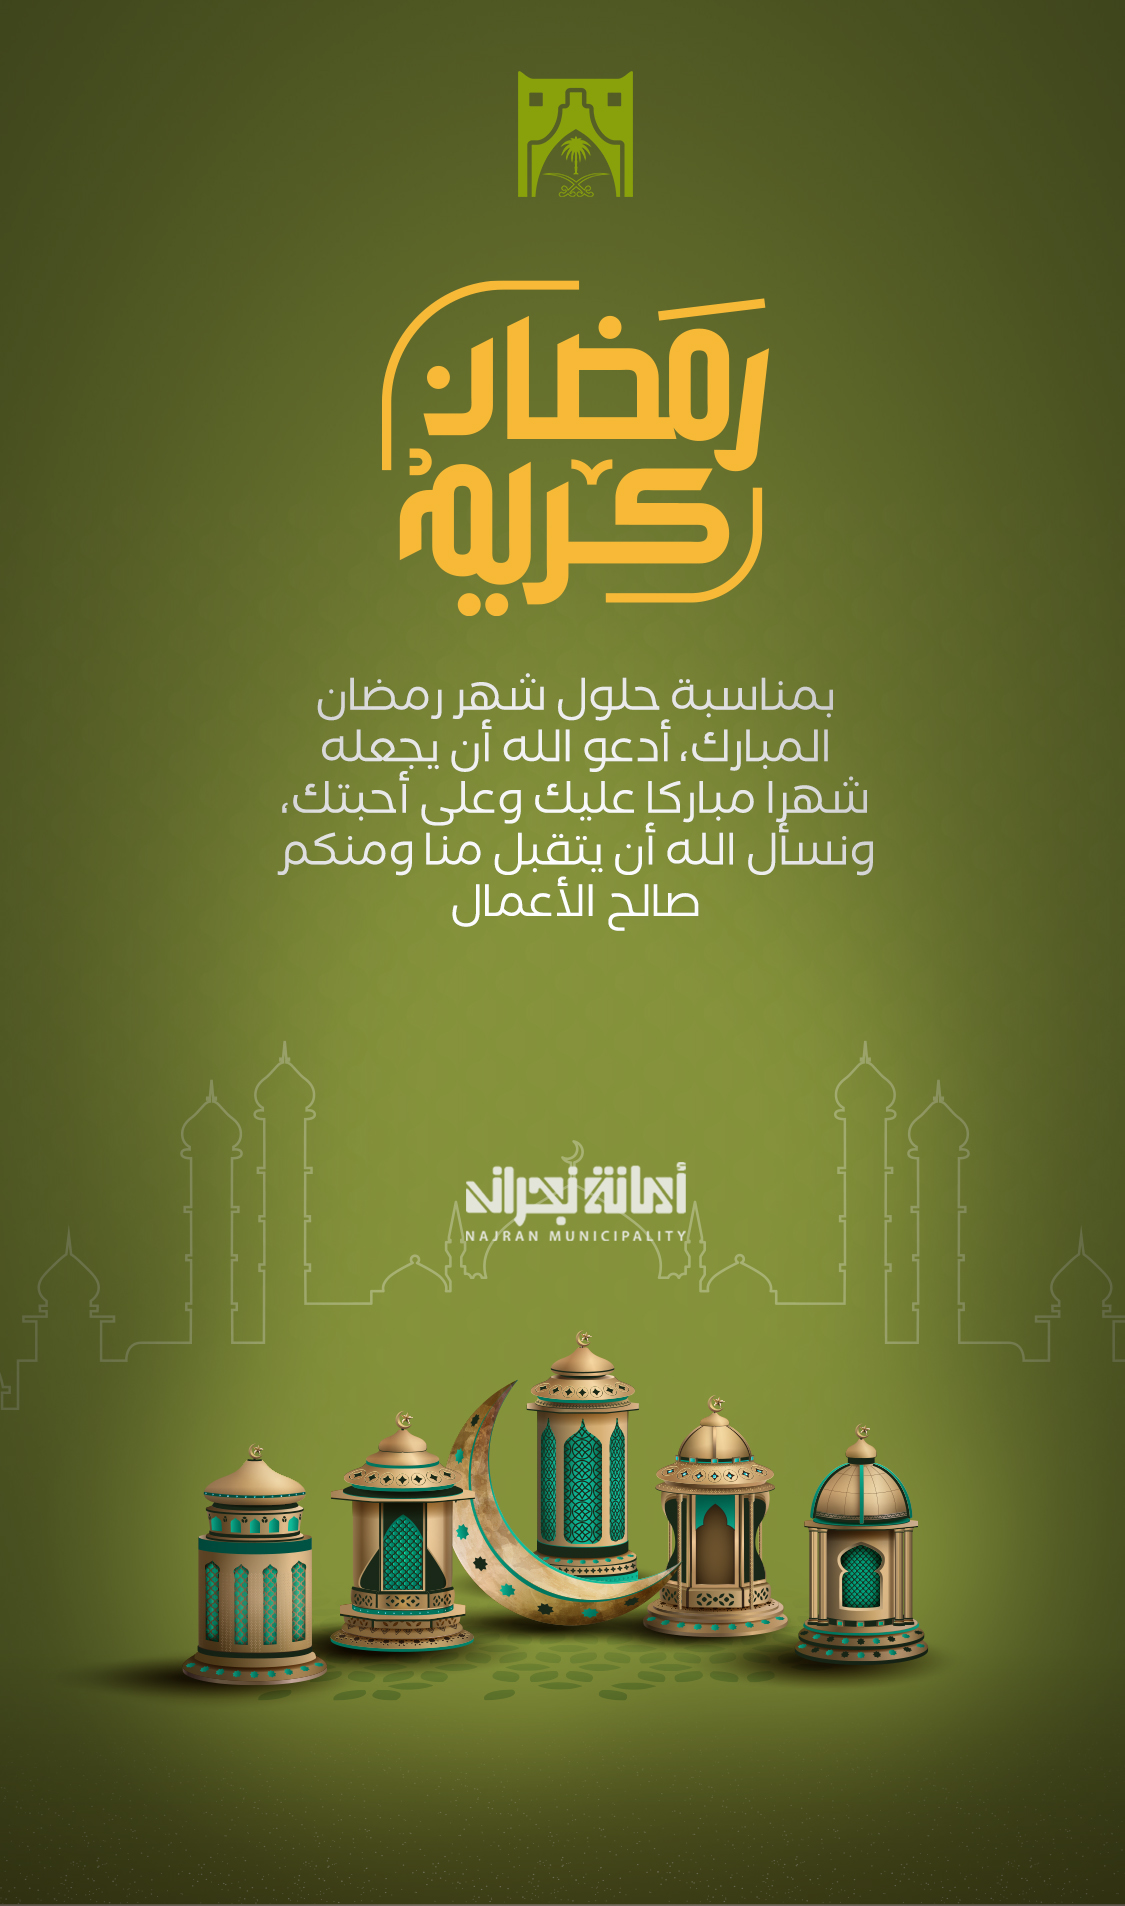 رمضان
كريم
بمناسبة حلول شهر رمضان
المبارك، أدعو الله أن يجعله
شهرا مباركا عليك وعلى أحبتك،
ونسأل الله أن يتقبل منا ومنكم
صالح الأعمال
أمانة نجران
NAJRAN MUNICIPALITY